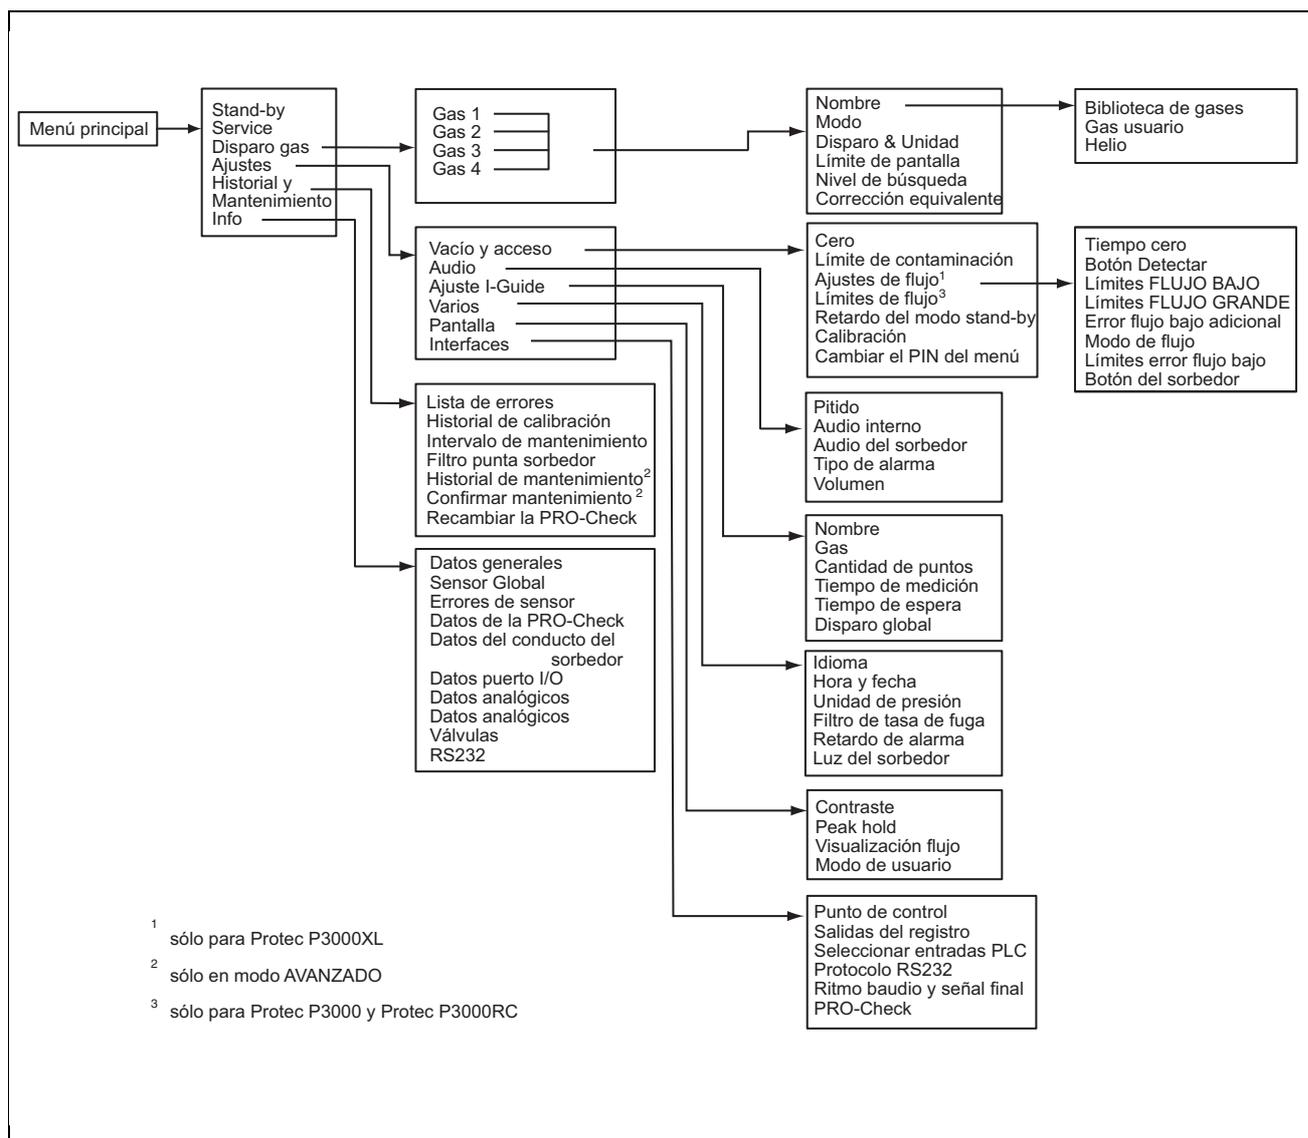 Menú principal
Stand-by
Service
Disparo gas
Ajustes
Historial y
Mantenimiento
Info
Gas 1
Gas 2
Gas 3
Gas 4
Nombre
Modo
Disparo & Unidad
Límite de pantalla
Nivel de búsqueda
Corrección equivalente
Biblioteca de gases
Gas usuario
Helio
Vacío y acceso
Audio
Ajuste I-Guide
Varios
Pantalla
Interfaces
Cero
Límite de contaminación
Ajustes de flujo¹
Límites de flujo³
Retardo del modo stand-by
Calibración
Cambiar el PIN del menú
Tiempo cero
Botón Detectar
Límites FLUJO BAJO
Límites FLUJO GRANDE
Error flujo bajo adicional
Modo de flujo
Límites error flujo bajo
Botón del sorbedor
Lista de errores
Historial de calibración
Intervalo de mantenimiento
Filtro punta sorbedor
Historial de mantenimiento²
Confirmar mantenimiento ²
Recambiar la PRO-Check
Pitido
Audio interno
Audio del sorbedor
Tipo de alarma
Volumen
Nombre
Gas
Cantidad de puntos
Tiempo de medición
Tiempo de espera
Disparo global
Datos generales
Sensor Global
Errores de sensor
Datos de la PRO-Check
Datos del conducto del
sorbedor
Datos puerto I/O
Datos analógicos
Datos analógicos
Válvulas
RS232
Idioma
Hora y fecha
Unidad de presión
Filtro de tasa de fuga
Retardo de alarma
Luz del sorbedor
Contraste
Peak hold
Visualización flujo
Modo de usuario
Punto de control
Salidas del registro
Seleccionar entradas PLC
Protocolo RS232
Ritmo baudio y señal final
PRO-Check
¹ sólo para Protec P3000XL
² sólo en modo AVANZADO
³ sólo para Protec P3000 y Protec P3000RC